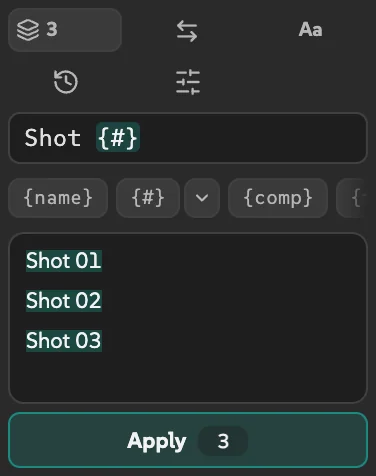 3
Aa
Shot {#}
{name} {#} {comp}
Shot 01
Shot 02
Shot 03
Apply 3